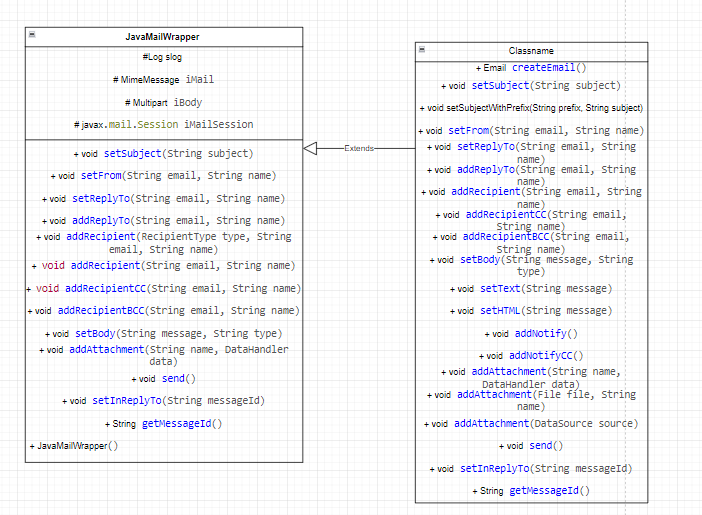 JavaMailWrapper
#Log slog
# MimeMessage iMail
# Multipart iBody
# javax.mail.Session iMailSession
+ void setSubject(String subject)
+ void setFrom(String email, String name)
+ void setReplyTo(String email, String name)
+ void addReplyTo(String email, String name)
+ void addRecipient(RecipientType type, String
email, String name)
+ void addRecipient(String email, String name)
+ void addRecipientCC(String email, String name)
+ void addRecipientBCC(String email, String name)
+ void setBody(String message, String type)
+ void addAttachment(String name, DataHandler
data)
+ void send()
+ void setInReplyTo(String messageId)
+ String getMessageId()
+ JavaMailWrapper()
Extends
Classname
+ Email createEmail()
+ void setSubject(String subject)
+ void setSubjectWithPrefix(String prefix, String subject)
+ void setFrom(String email, String name)
+ void setReplyTo(String email, String
name)
+ void addReplyTo(String email, String
name)
+ void addRecipient(String email, String
name)
+ void addRecipientCC(String email,
String name)
+ void addRecipientBCC(String email,
String name)
+ void setBody(String message, String
type)
+ void setText(String message)
+ void setHTML(String message)
+ void addNotify()
+ void addNotifyCC()
+ void addAttachment(String name,
DataHandler data)
+ void addAttachment(File file, String
name)
+ void addAttachment(DataSource source)
+ void send()
+ void setInReplyTo(String messageId)
+ String getMessageId()